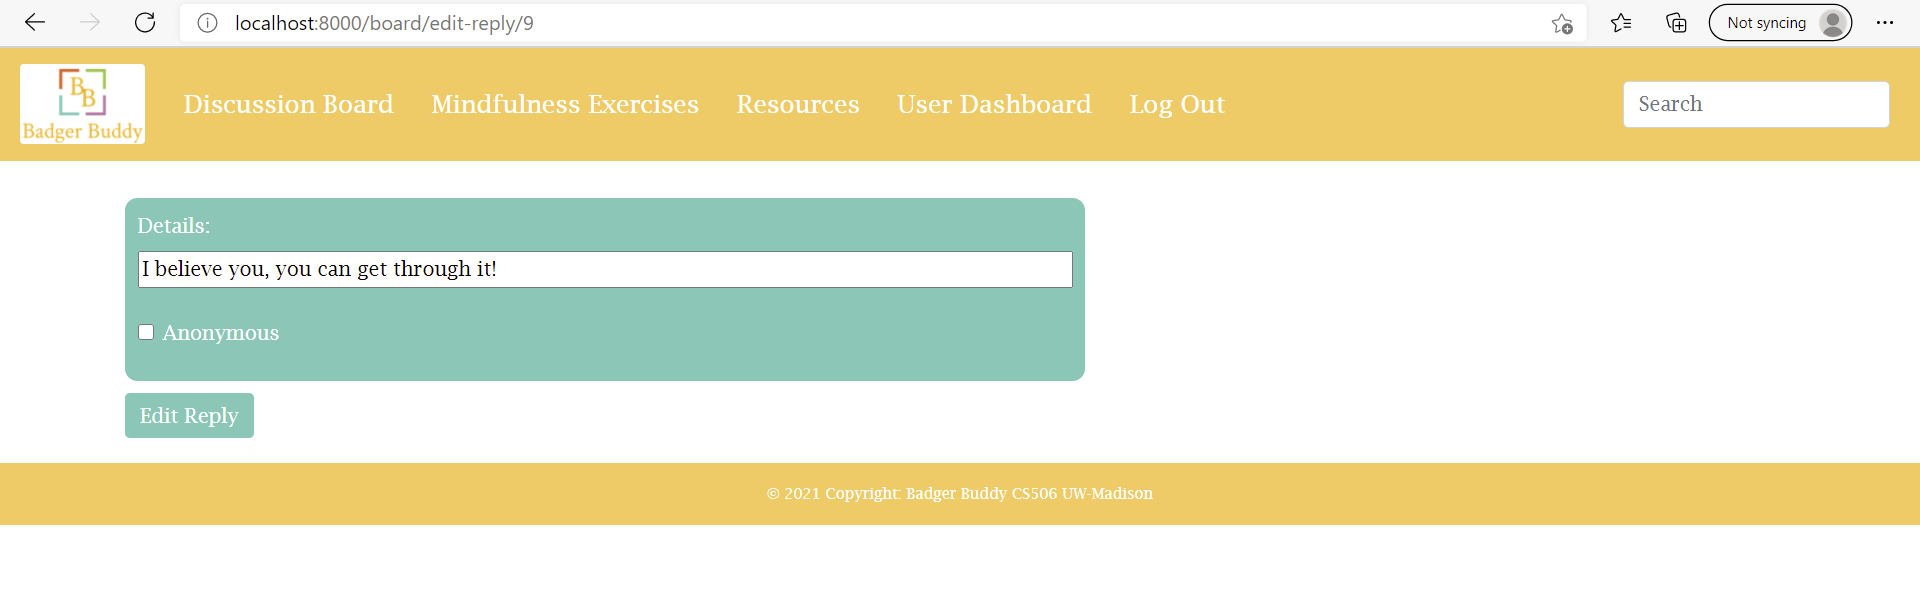 localhost:8000/board/edit-reply/9
Not syncing
BB
Badger Buddy
Discussion Board Mindfulness Exercises Resources User Dashboard Log Out
Search
Details:
I believe you, you can get through it!
Anonymous
Edit Reply
© 2021 Copyright: Badger Buddy CS506 UW-Madison